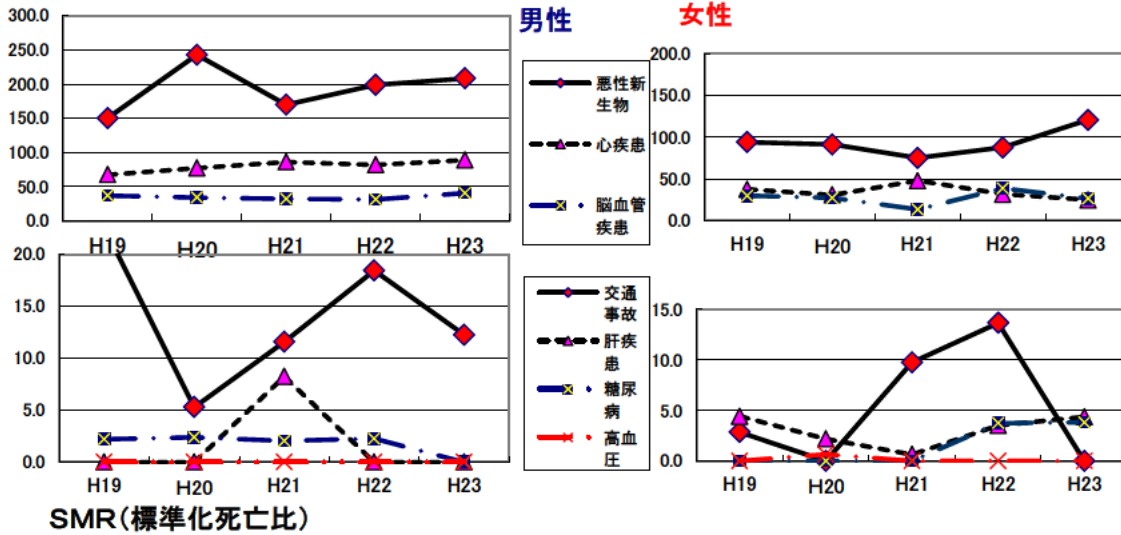 男性
女性
300.0
250.0
200.0
150.0
100.0
50.0
0.0
H19
H20
H21
H22
H23
悪性新
生物
心疾患
脳血管
疾患
200.0
150.0
100.0
50.0
0.0
H19
H20
H21
H22
H23
20.0
15.0
10.0
5.0
0.0
H19
H20
H21
H22
H23
交通
事故
肝疾
患
糖尿
病
高血
圧
15.0
10.0
5.0
0.0
H19
H20
H21
H22
H23
SMR(標準化死亡比)